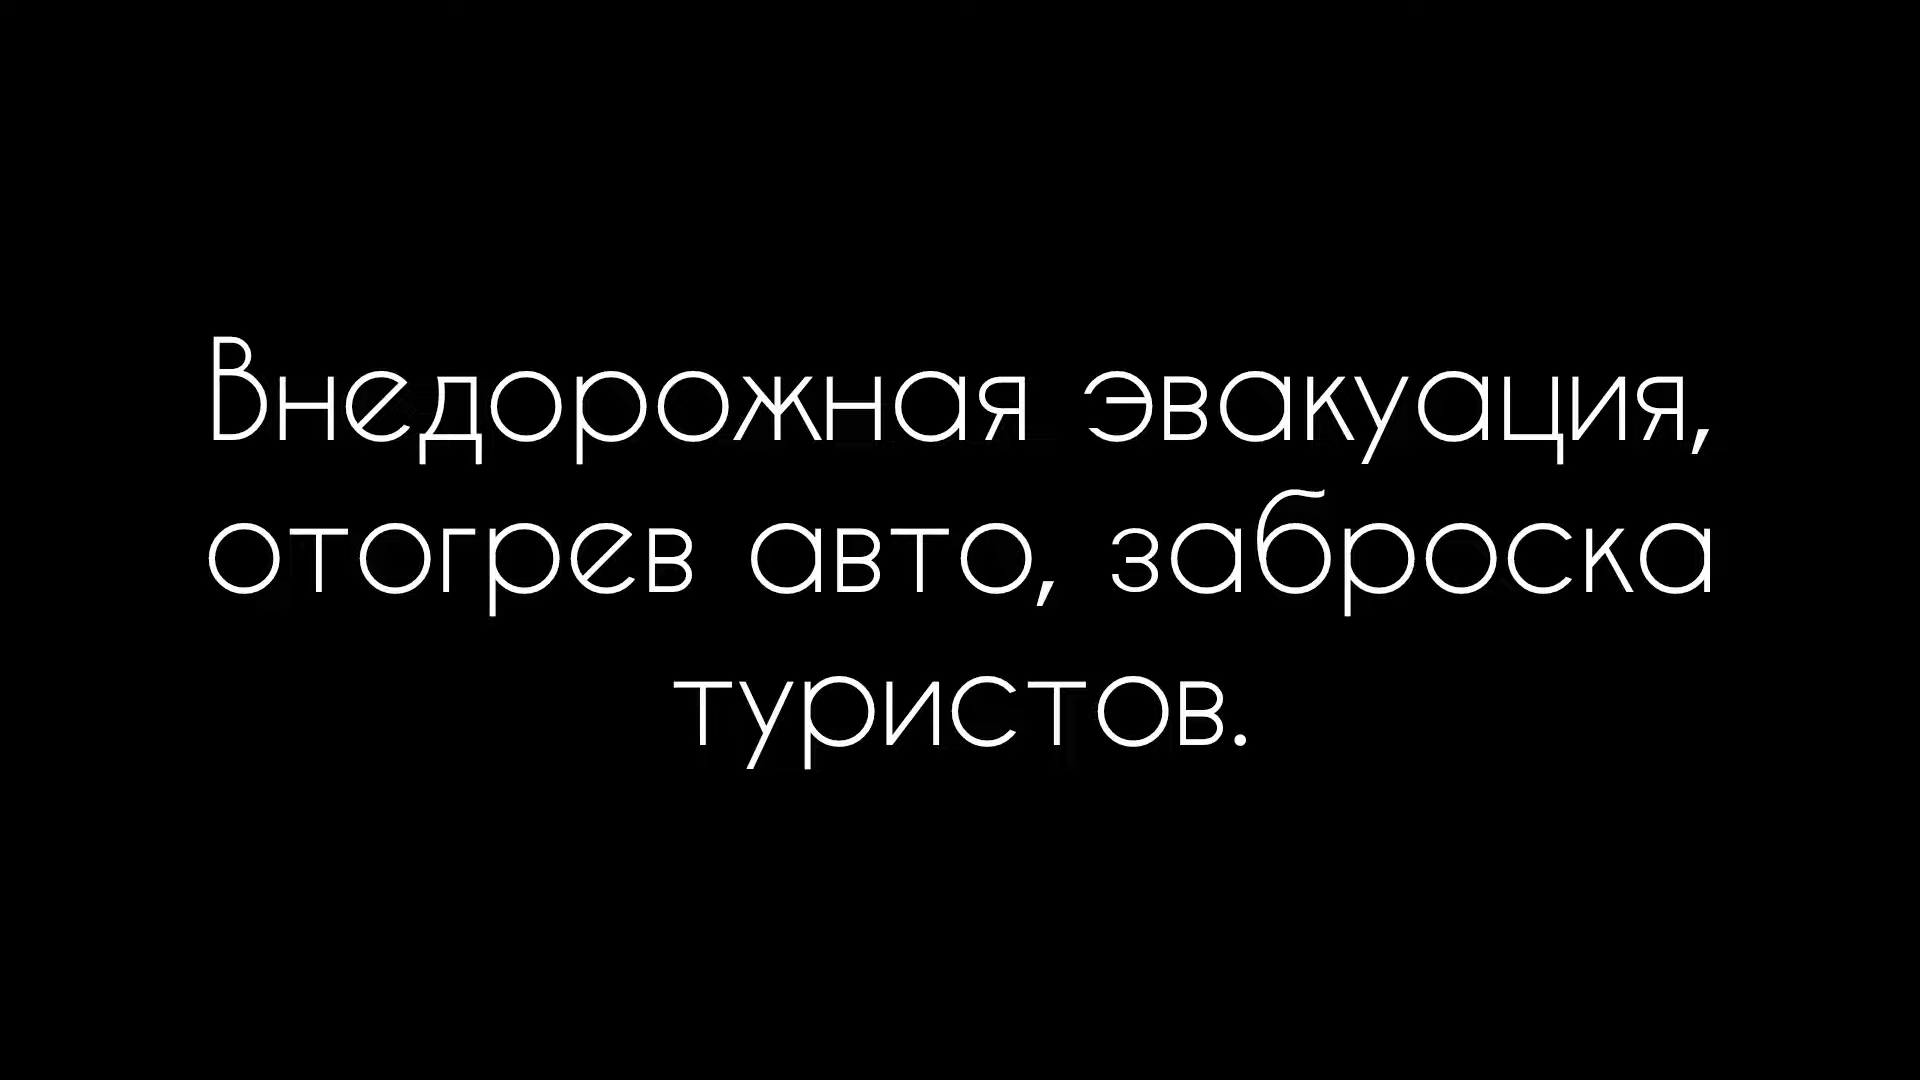 Внедорожная эвакуация,
отогрев авто, заброска
туристов.